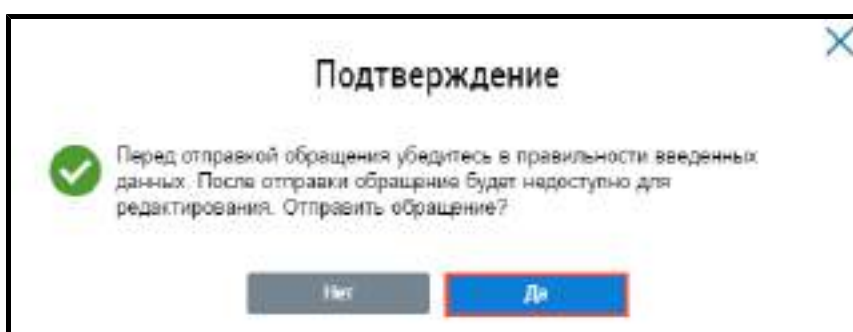 Подтверждение
Перед отправкой обращения убедитесь в правильности введенных
данных. После отправки обращение будет недоступно для
редактирования. Отправить обращение?
Нет
Да